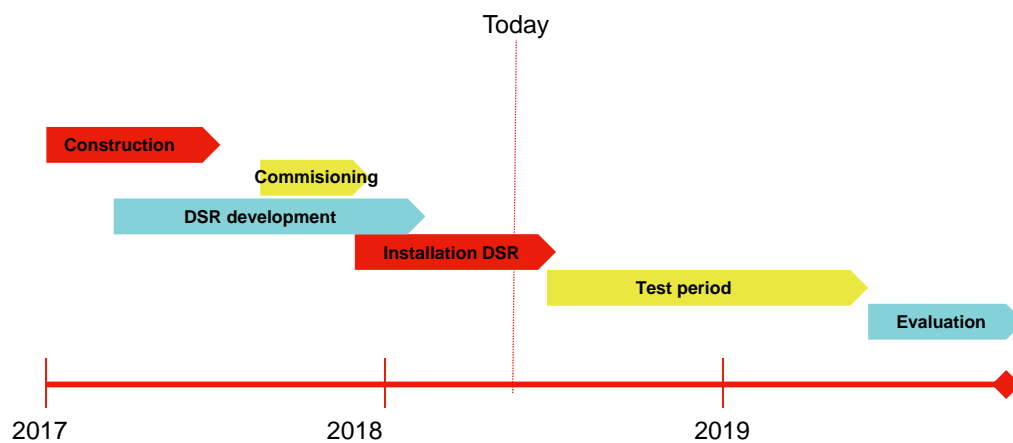 Today
Construction
Commisioning
DSR development
Installation DSR
Test period
Evaluation
2017
2018
2019